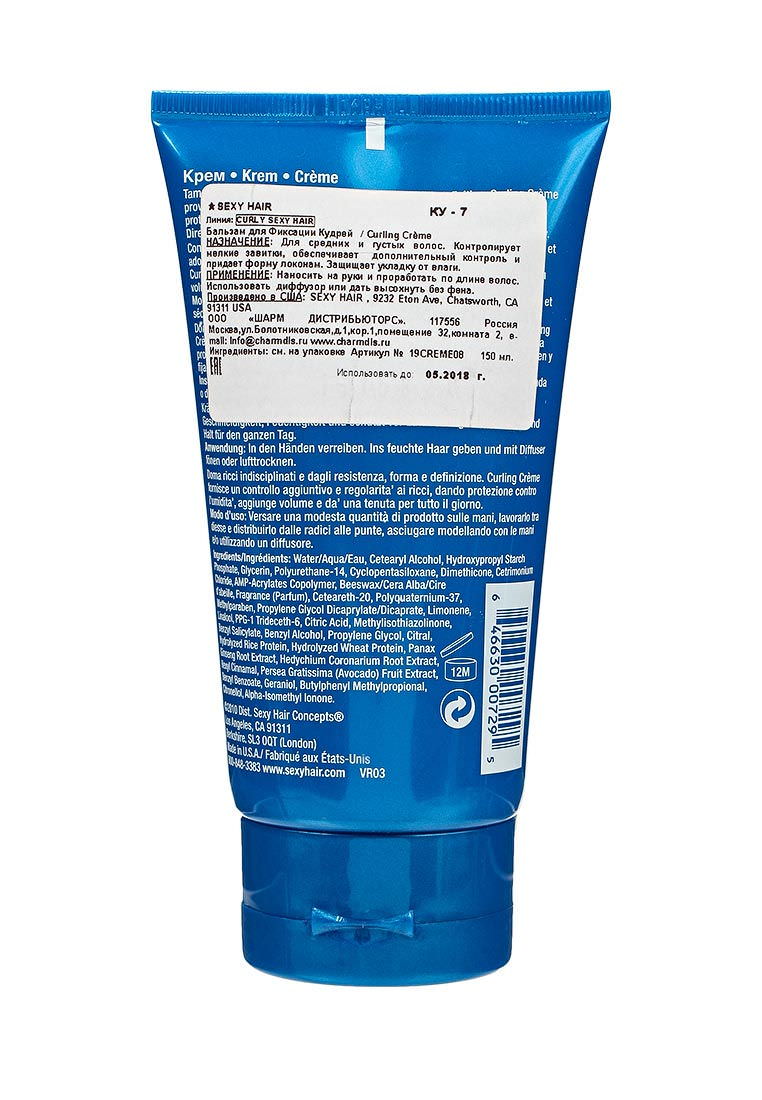 Крем • Krem • Crème
★SEXY HAIR КУ - 7
Линия: CURLY SEXY HAIR
Бальзам для Фиксации Кудрей / Curling Crème
НАЗНАЧЕНИЕ: Для средних и густых волос. Контролирует
мелкие завитки, обеспечивает дополнительный контроль и
придает форму локонам. Защищает укладку от влаги.
ПРИМЕНЕНИЕ: Наносить на руки и проработать по длине волос.
Использовать диффузор или дать высохнуть без фена.
Произведено в США: SEXY HAIR , 9232 Eton Ave, Chatsworth, CA
91311 USA
ООО «ШАРМ ДИСТРИБЬЮТОРС». 117556 Россия
Москва,ул.Болотниковская,д.1,кор.1,помещение 32,комната 2, e-
mail: Info@charmdis.ru www.charmdis.ru
Ингредиенты: см. на упаковке Артикул № 19CREME08 150 мл.
EAC
Использовать до: 05.2018 г.
Halt für den ganzen Tag.
Anwendung: In den Händen verreiben. Ins feuchte Haar geben und mit Diffuser
fönen oder lufttrocknen.
Doma ricci indisciplinati e dagli resistenza, forma e definizione. Curling Crème
fornisce un controllo aggiuntivo e regolarita' ai ricci, dando protezione contro
l'umidita', aggiunge volume e da' una tenuta per tutto il giorno.
Modo d'uso: Versare una modesta quantità di prodotto sulle mani, lavorarlo tra
diesse e distribuirlo dalle radici alle punte, asciugare modellando con le mani
e/o utilizzando un diffusore.
Ingredients/Ingrédients: Water/Aqua/Eau, Cetearyl Alcohol, Hydroxypropyl Starch
Phosphate, Glycerin, Polyurethane-14, Cyclopentasiloxane, Dimethicone, Cetrimonium
Chloride, AMP-Acrylates Copolymer, Beeswax/Cera Alba/Cire
d'abeille, Fragrance (Parfum), Ceteareth-20, Polyquaternium-37,
Methylparaben, Propylene Glycol Dicaprylate/Dicaprate, Limonene,
Linalool, PPG-1 Trideceth-6, Citric Acid, Methylisothiazolinone,
Benzyl Salicylate, Benzyl Alcohol, Propylene Glycol, Citral,
Hydrolyzed Rice Protein, Hydrolyzed Wheat Protein, Panax
Ginseng Root Extract, Hedychium Coronarium Root Extract,
Hexyl Cinnamal, Persea Gratissima (Avocado) Fruit Extract,
Benzyl Benzoate, Geraniol, Butylphenyl Methylpropional,
Citronellol, Alpha-Isomethyl Ionone.
©2010 Dist. Sexy Hair Concepts®
Los Angeles, CA 91311
Berkshire, SL3 0QT (London)
Made in U.S.A./ Fabriqué aux États-Unis
800-848-3383 www.sexyhair.com VR03
12M
6 46630 00729 5